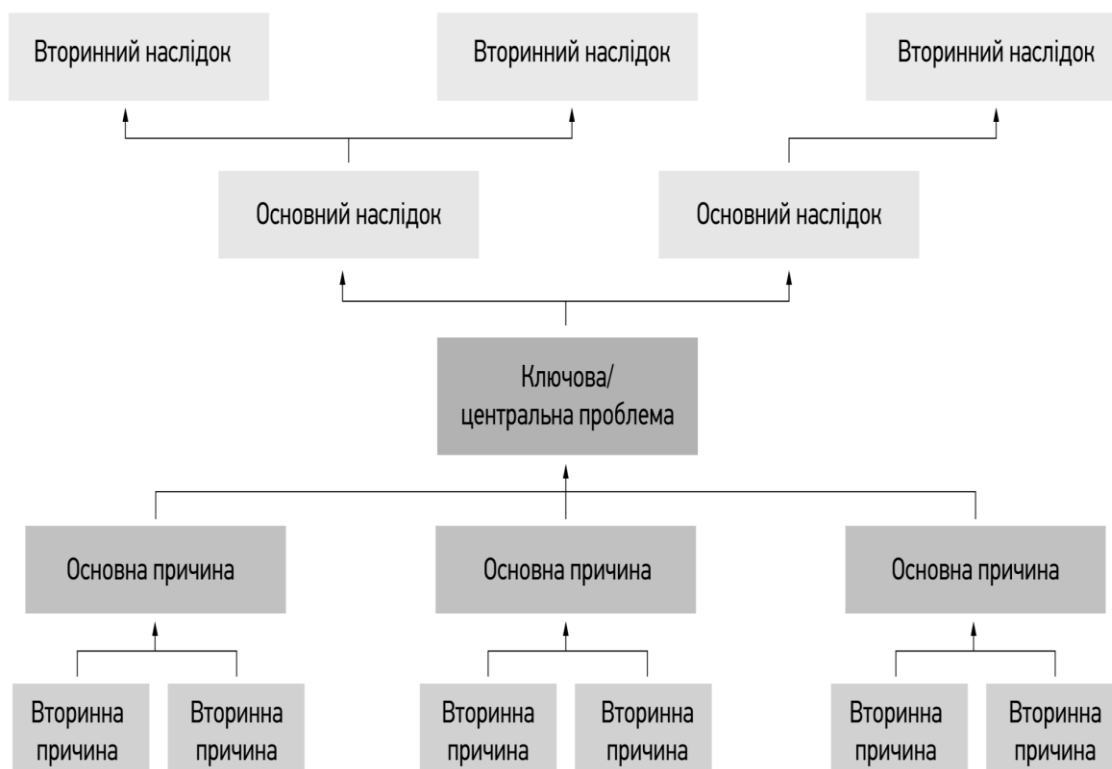 Вторинний наслідок
Вторинний наслідок
Вторинний наслідок
Основний наслідок
Основний наслідок
Ключова/
центральна проблема
Основна причина
Основна причина
Основна причина
Вторинна
причина
Вторинна
причина
Вторинна
причина
Вторинна
причина
Вторинна
причина
Вторинна
причина